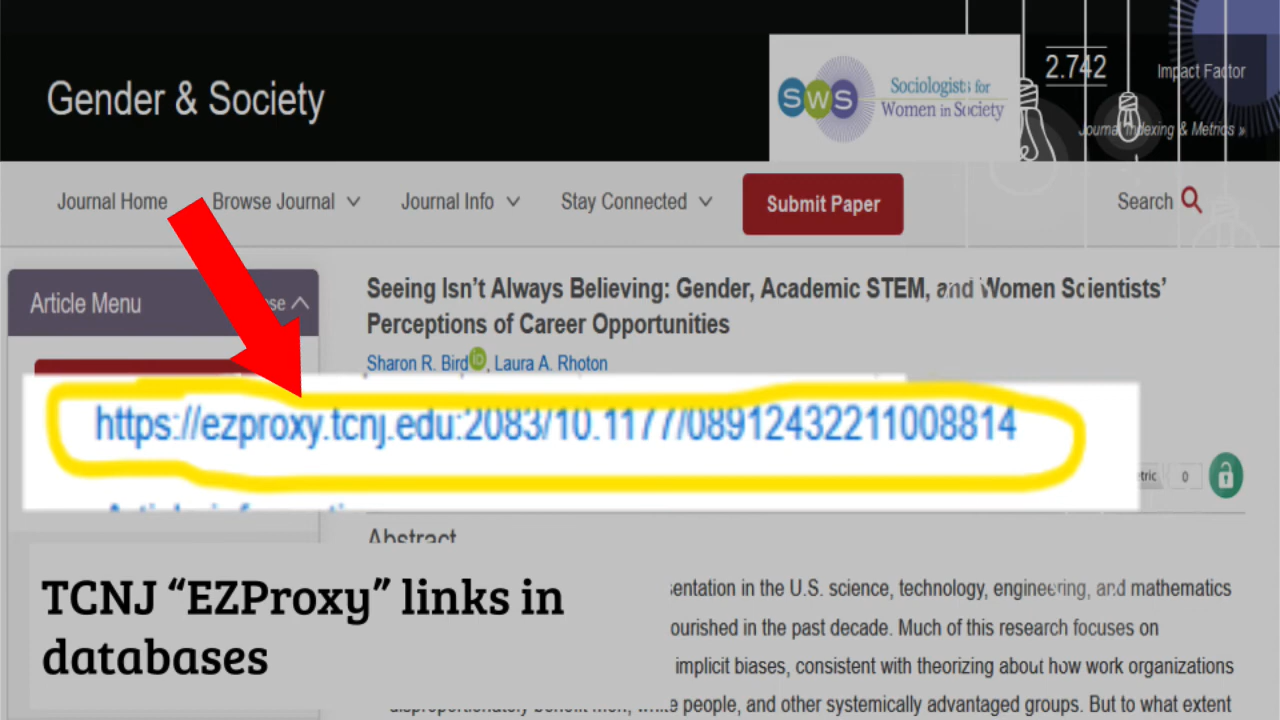 Gender & Society
SWS
Sociologists for
Women in Society
2.742
Impact Factor
Journal Indexing & Metrics »
Journal Home
Browse Journal
Journal Info
Stay Connected
Submit Paper
Search
Article Menu
Seeing Isn't Always Believing: Gender, Academic STEM, and Women Scientists'
Perceptions of Career Opportunities
Sharon R. Bird iD, Laura A. Rhoton
https://ezproxy.tcnj.edu:2083/10.1177/08912432211008814
0
Abstract
in the U.S. science, technology, engineering, and mathematics
in the past decade. Much of this research focuses on
implicit biases, consistent with theorizing about how work organizations
people, and other systemically advantaged groups. But to what extent
TCNJ “EZProxy” links in
databases